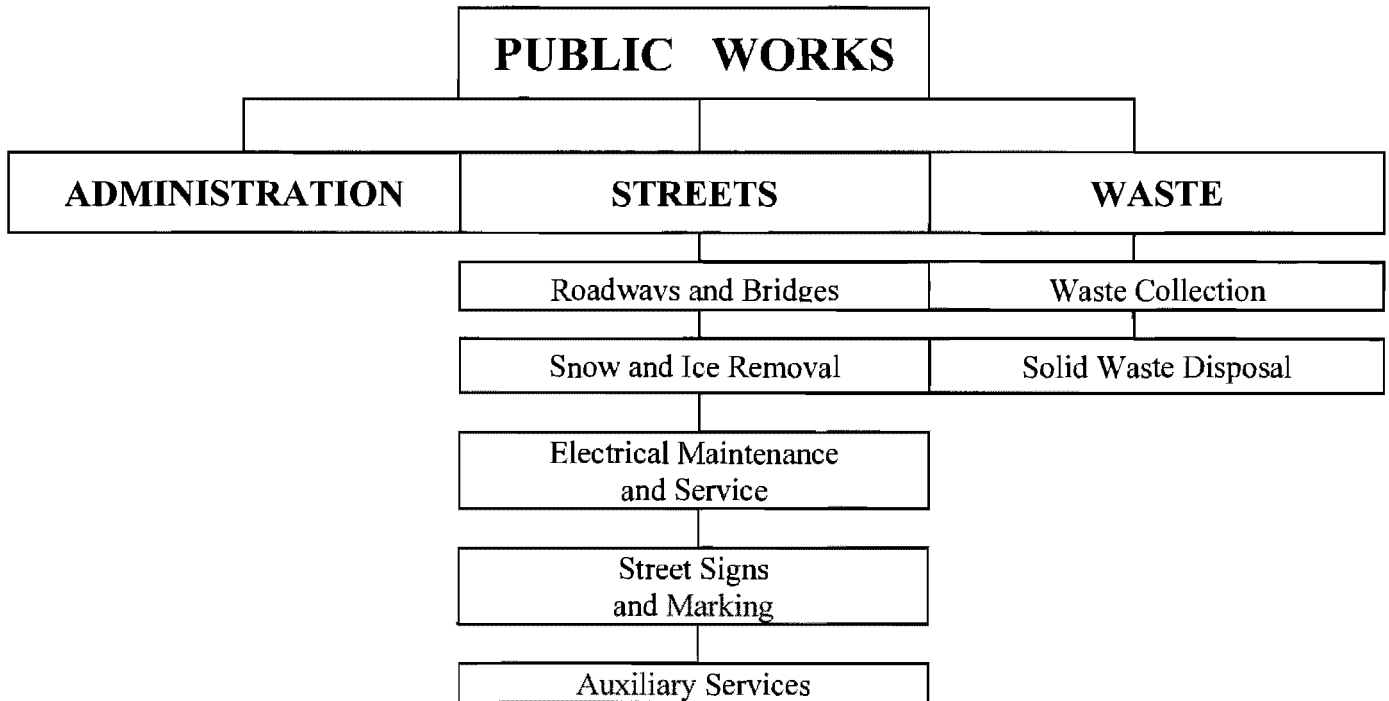 PUBLIC WORKS
ADMINISTRATION
STREETS
WASTE
Roadways and Bridges
Waste Collection
Snow and Ice Removal
Solid Waste Disposal
Electrical Maintenance
and Service
Street Signs
and Marking
Auxiliary Services